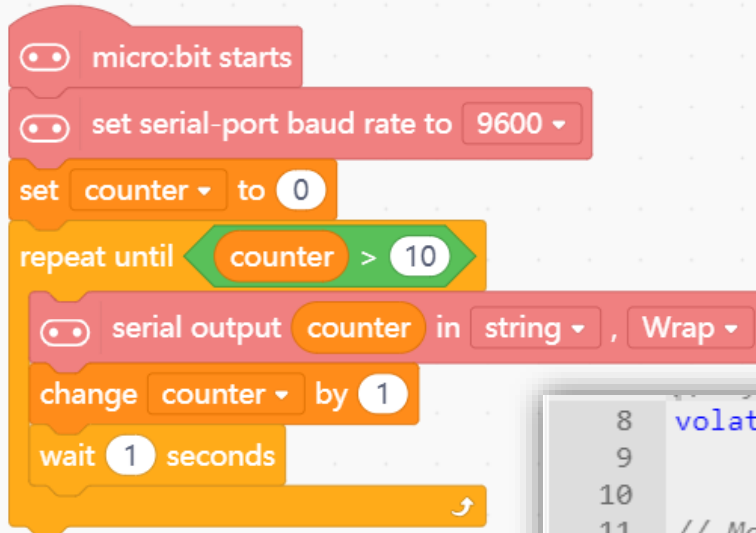 micro:bit starts
set serial-port baud rate to 9600
set counter to 0
repeat until counter > 10
serial output counter in string , Wrap
change counter by 1
wait 1 seconds
8 volat
9
10
11 // Mo